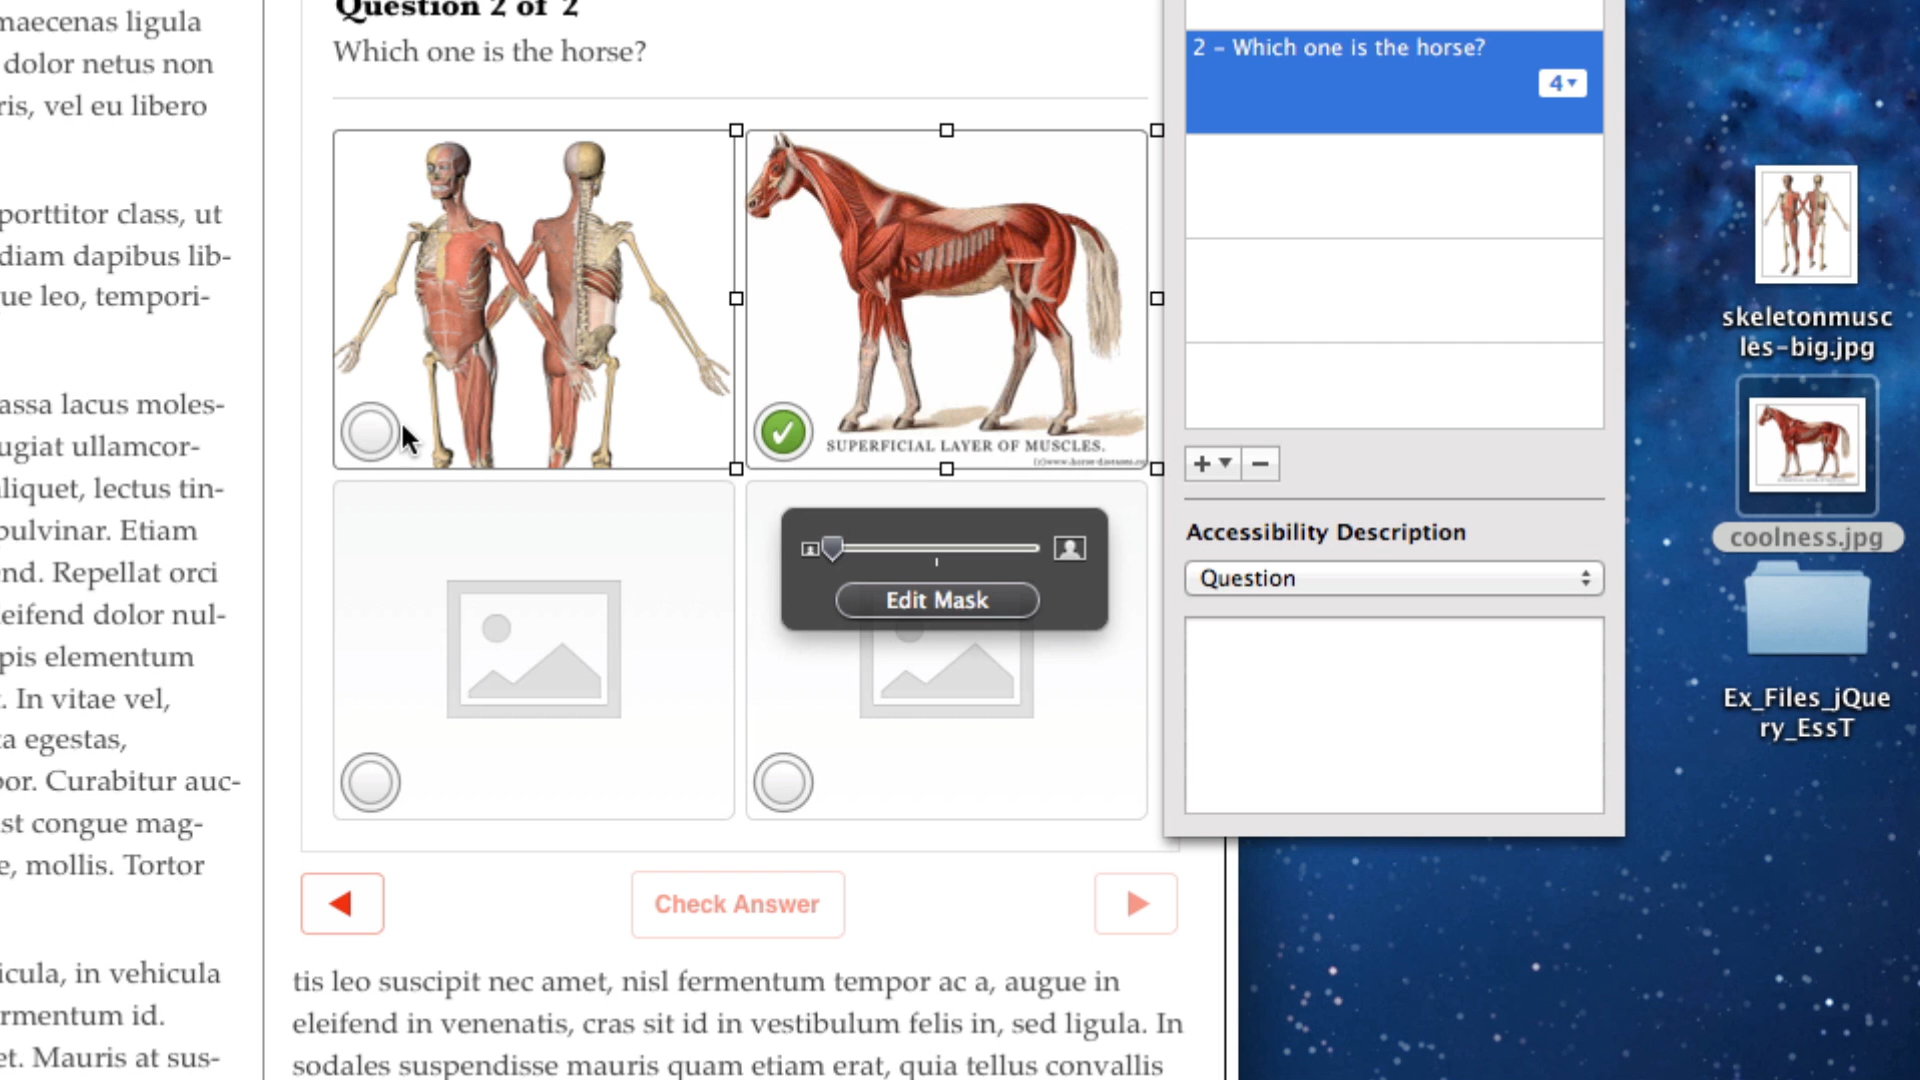 maecenas ligula
dolor netus non
ris, vel eu libero
porttitor class, ut
diam dapibus lib-
ue leo, tempori-
assa lacus moles-
ugiat ullamcor-
liquet, lectus tin-
pulvinar. Etiam
end. Repellat orci
eifend dolor nul-
pis elementum
. In vitae vel,
a egestas,
por. Curabitur auc-
st congue mag-
e, mollis. Tortor
icula, in vehicula
rmentum id.
et. Mauris at sus-
Question 2 of 2
Which one is the horse?
SUPERFICIAL LAYER OF MUSCLES.
Edit Mask
Check Answer
tis leo suscipit nec amet, nisl fermentum tempor ac a, augue in
eleifend in venenatis, cras sit id in vestibulum felis in, sed ligula. In
sodales suspendisse mauris quam etiam erat, quia tellus convallis
2 – Which one is the horse?
4
Accessibility Description
Question
skeletonmusc
les-big.jpg
coolness.jpg
Ex_Files_jQue
ry_EssT